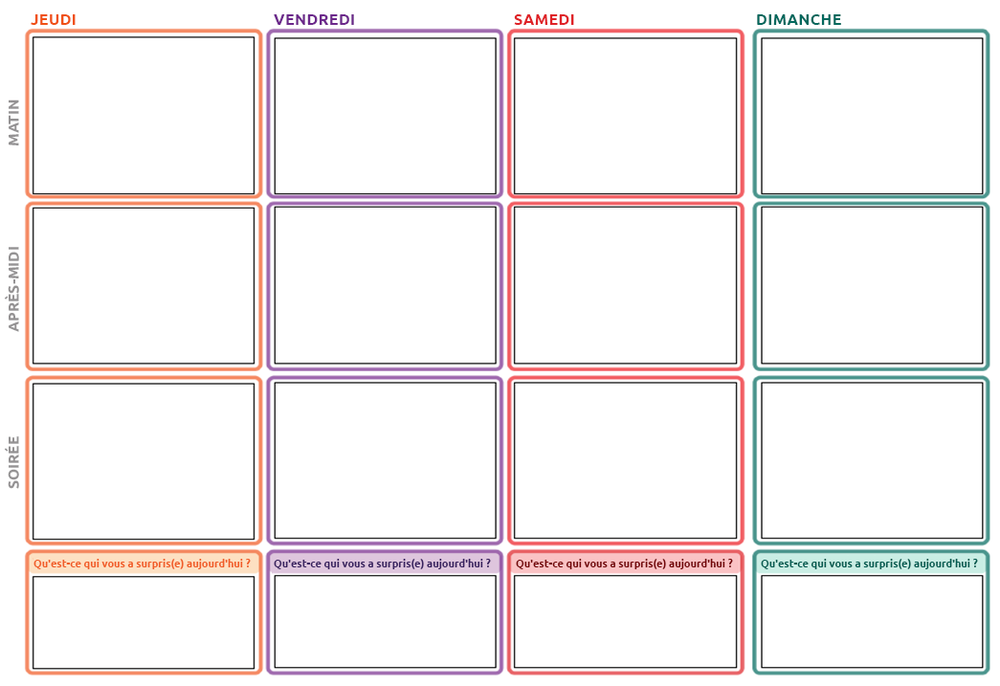 JEUDI
VENDREDI
SAMEDI
DIMANCHE
MATIN
APRÈS-MIDI
SOIRÉE
Qu'est-ce qui vous a surpris(e) aujourd'hui ?
Qu'est-ce qui vous a surpris(e) aujourd'hui ?
Qu'est-ce qui vous a surpris(e) aujourd'hui ?
Qu'est-ce qui vous a surpris(e) aujourd'hui ?